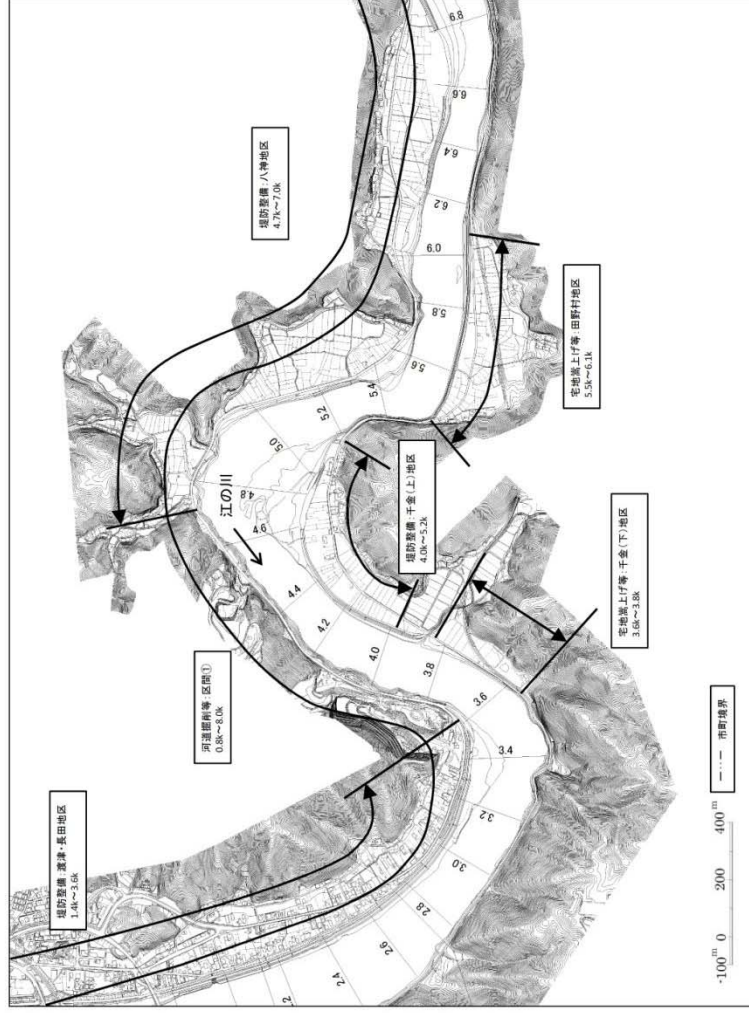 堤防整備:渡津・長田地区
1.4k~3.6k
河道掘削等:区間①
0.8k~8.0k
堤防整備:八神地区
4.7k~7.0k
江の川
堤防整備:千金(上)地区
4.0k~5.2k
宅地嵩上げ等:田野村地区
5.5k~6.1k
宅地嵩上げ等:千金(下)地区
3.6k~3.8k
市町境界
-100m 0 200 400m
2
2.4
2.6
2.8
3.0
3.2
3.4
3.6
3.8
4.0
4.2
4.4
4.6
4.8
5.0
5.2
5.4
5.6
5.8
6.0
6.2
6.4
6.6
6.8